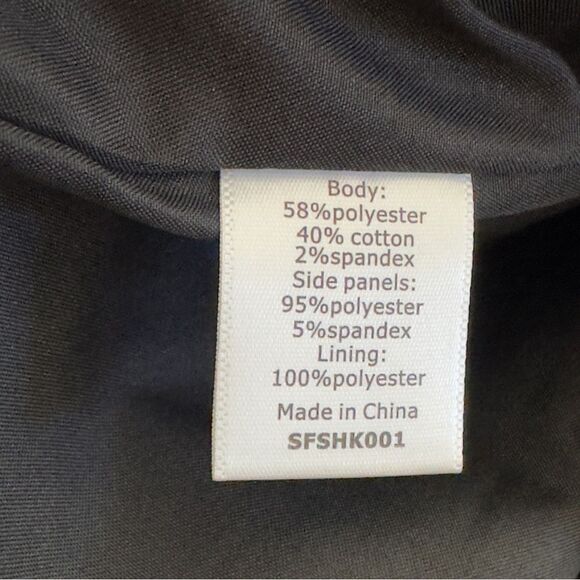 Body:
58%polyester
40% cotton
2%spandex
Side panels:
95%polyester
5%spandex
Lining:
100%polyester
Made in China
SFSHK001